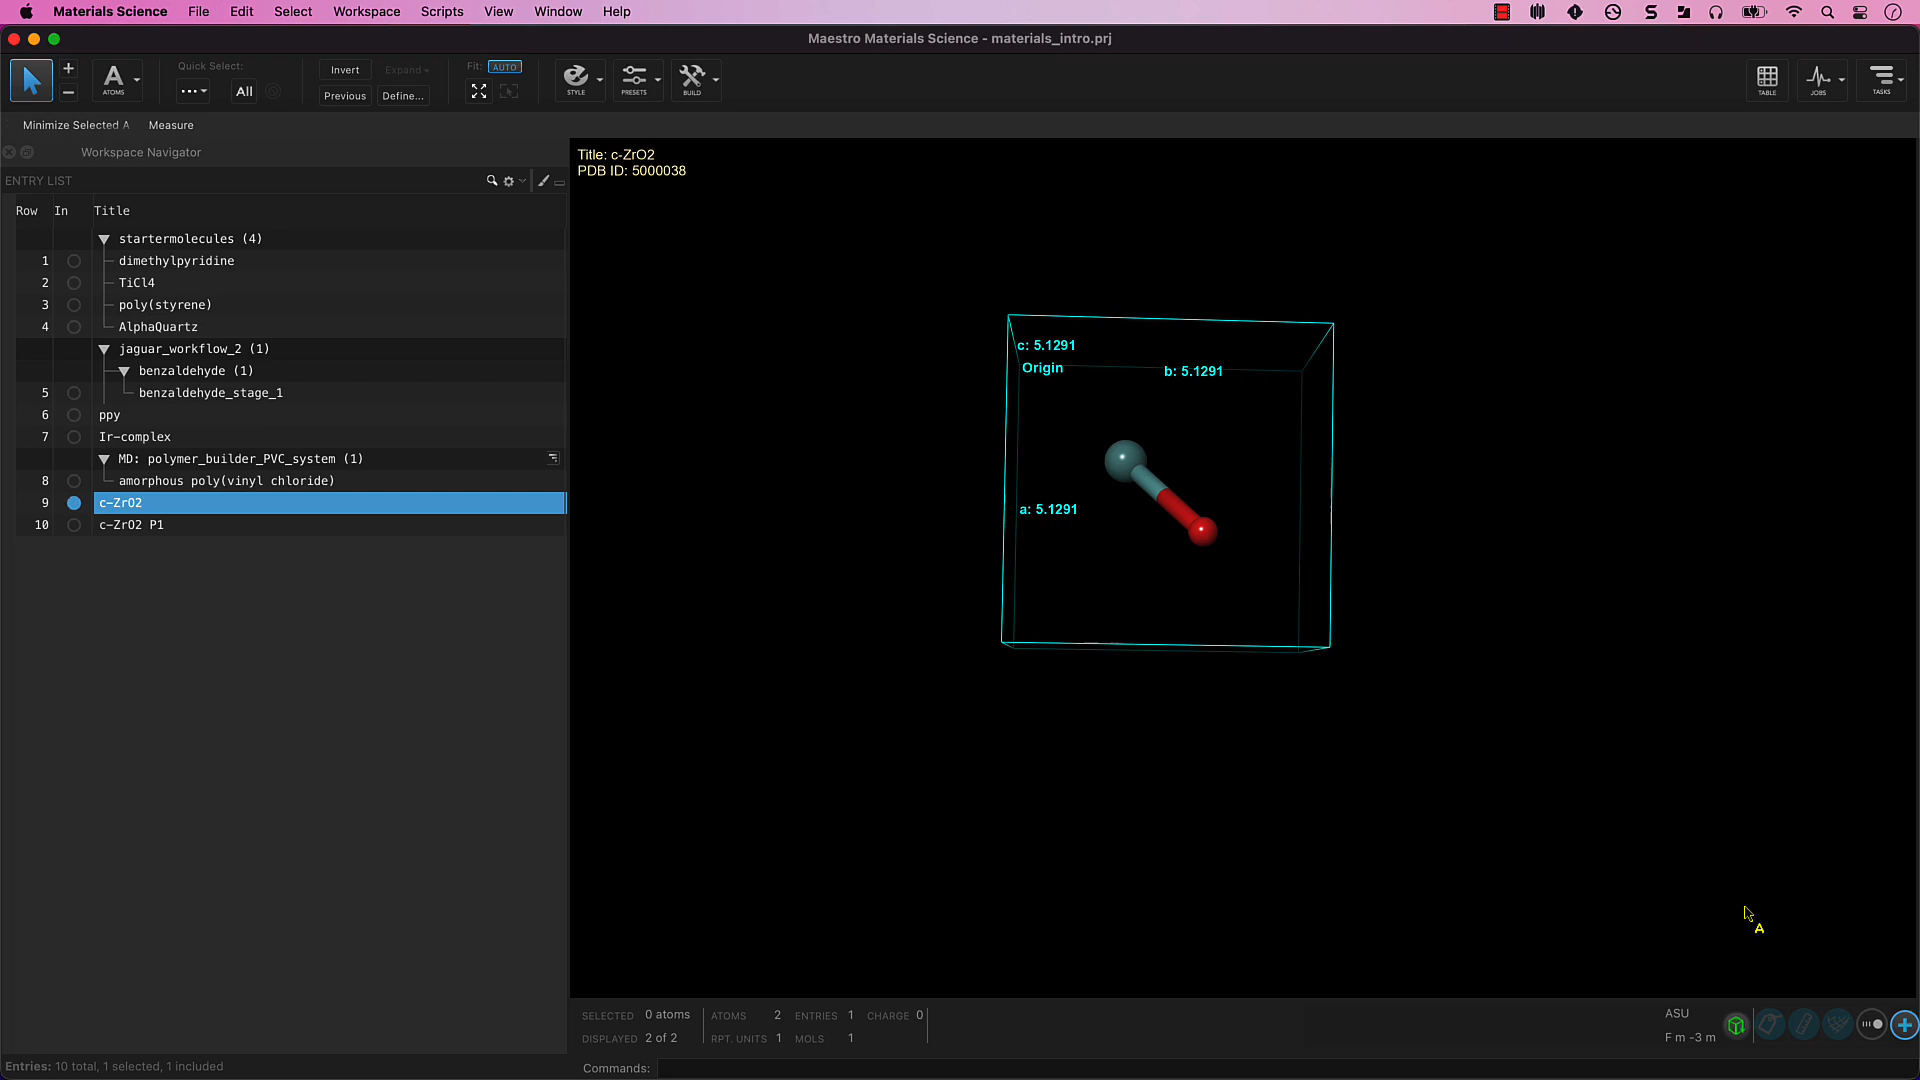 Materials Science File Edit Select Workspace Scripts View Window Help
Maestro Materials Science - materials_intro.prj
Quick Select:
Invert
Expand
Fit: AUTO
A
ATOMS
All
Previous
Define...
STYLE
PRESETS
BUILD
TABLE
JOBS
TASKS
Minimize Selected A Measure
Workspace Navigator
ENTRY LIST
Row In Title
startermolecules (4)
1 dimethylpyridine
2 TiCl4
3 poly(styrene)
4 AlphaQuartz
jaguar_workflow_2 (1)
benzaldehyde (1)
5 benzaldehyde_stage_1
6 ppy
7 Ir-complex
MD: polymer_builder_PVC_system (1)
8 amorphous poly(vinyl chloride)
9 c-ZrO2
10 c-ZrO2 P1
Entries: 10 total, 1 selected, 1 included
Title: c-ZrO2
PDB ID: 5000038
c: 5.1291
Origin
b: 5.1291
a: 5.1291
A
SELECTED 0 atoms ATOMS 2 ENTRIES 1 CHARGE 0
DISPLAYED 2 of 2 RPT. UNITS 1 MOLS 1
ASU
F m -3 m
Commands: